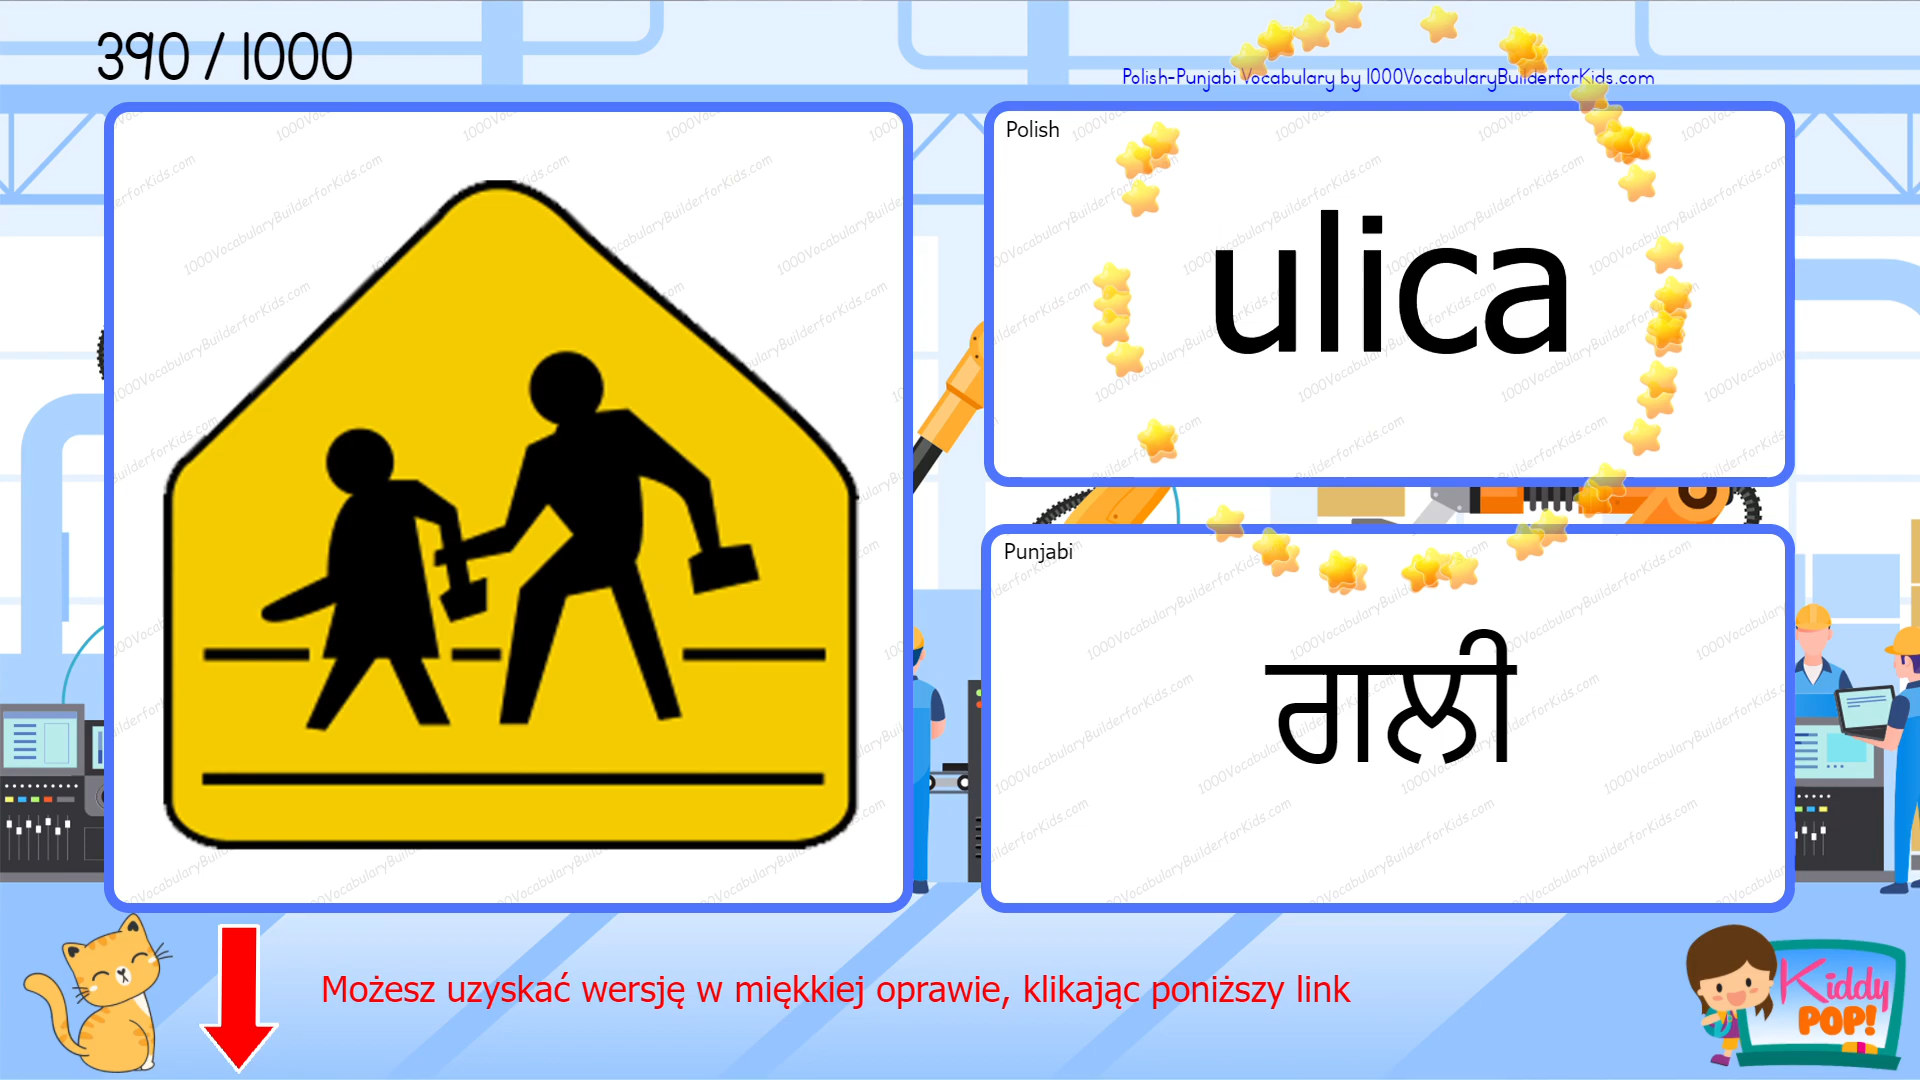 390 / 1000
Polish-Punjabi Vocabulary by 1000VocabularyBuilderforKids.com
Polish
ulica
Punjabi
ਗਲੀ
Możesz uzyskać wersję w miękkiej oprawie, klikając poniższy link
Kiddy
POP!